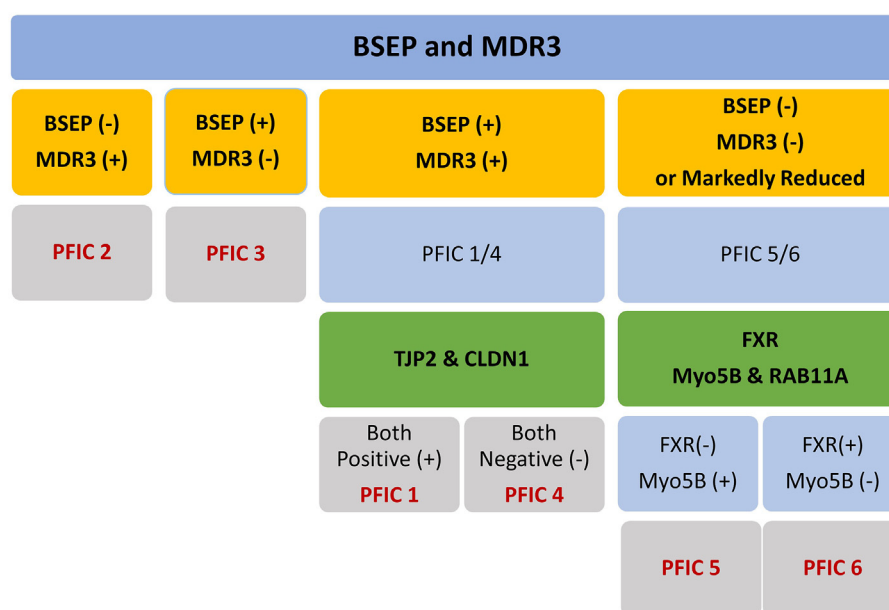 BSEP and MDR3
BSEP (-)
MDR3 (+)
BSEP (+)
MDR3 (-)
BSEP (+)
MDR3 (+)
BSEP (-)
MDR3 (-)
or Markedly Reduced
PFIC 2
PFIC 3
PFIC 1/4
PFIC 5/6
TJP2 & CLDN1
FXR
Myo5B & RAB11A
Both
Positive (+)
PFIC 1
Both
Negative (-)
PFIC 4
FXR(-)
Myo5B (+)
FXR(+)
Myo5B (-)
PFIC 5
PFIC 6